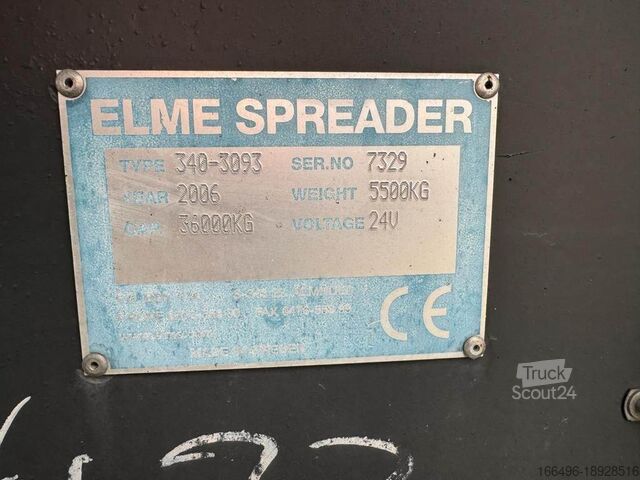 ELME SPREADER
TYPE 340-3093 SER.NO 7329
YEAR 2006 WEIGHT 5500KG
CAP. 36000KG VOLTAGE 24V
FAX
CE
Truck
Scout24
166496-18928516